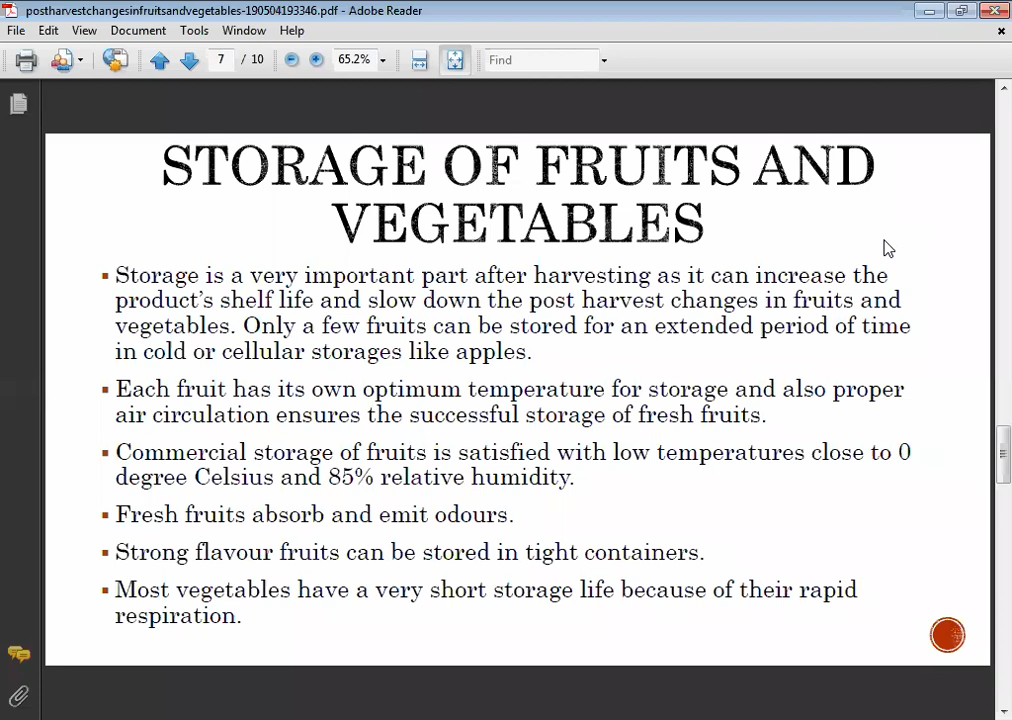 postharvestchangesinfruitsandvegetables-190504193346.pdf - Adobe Reader
File Edit View Document Tools Window Help
7 / 10 65.2% Find
STORAGE OF FRUITS AND
VEGETABLES
▪ Storage is a very important part after harvesting as it can increase the
product’s shelf life and slow down the post harvest changes in fruits and
vegetables. Only a few fruits can be stored for an extended period of time
in cold or cellular storages like apples.
▪ Each fruit has its own optimum temperature for storage and also proper
air circulation ensures the successful storage of fresh fruits.
▪ Commercial storage of fruits is satisfied with low temperatures close to 0
degree Celsius and 85% relative humidity.
▪ Fresh fruits absorb and emit odours.
▪ Strong flavour fruits can be stored in tight containers.
▪ Most vegetables have a very short storage life because of their rapid
respiration.